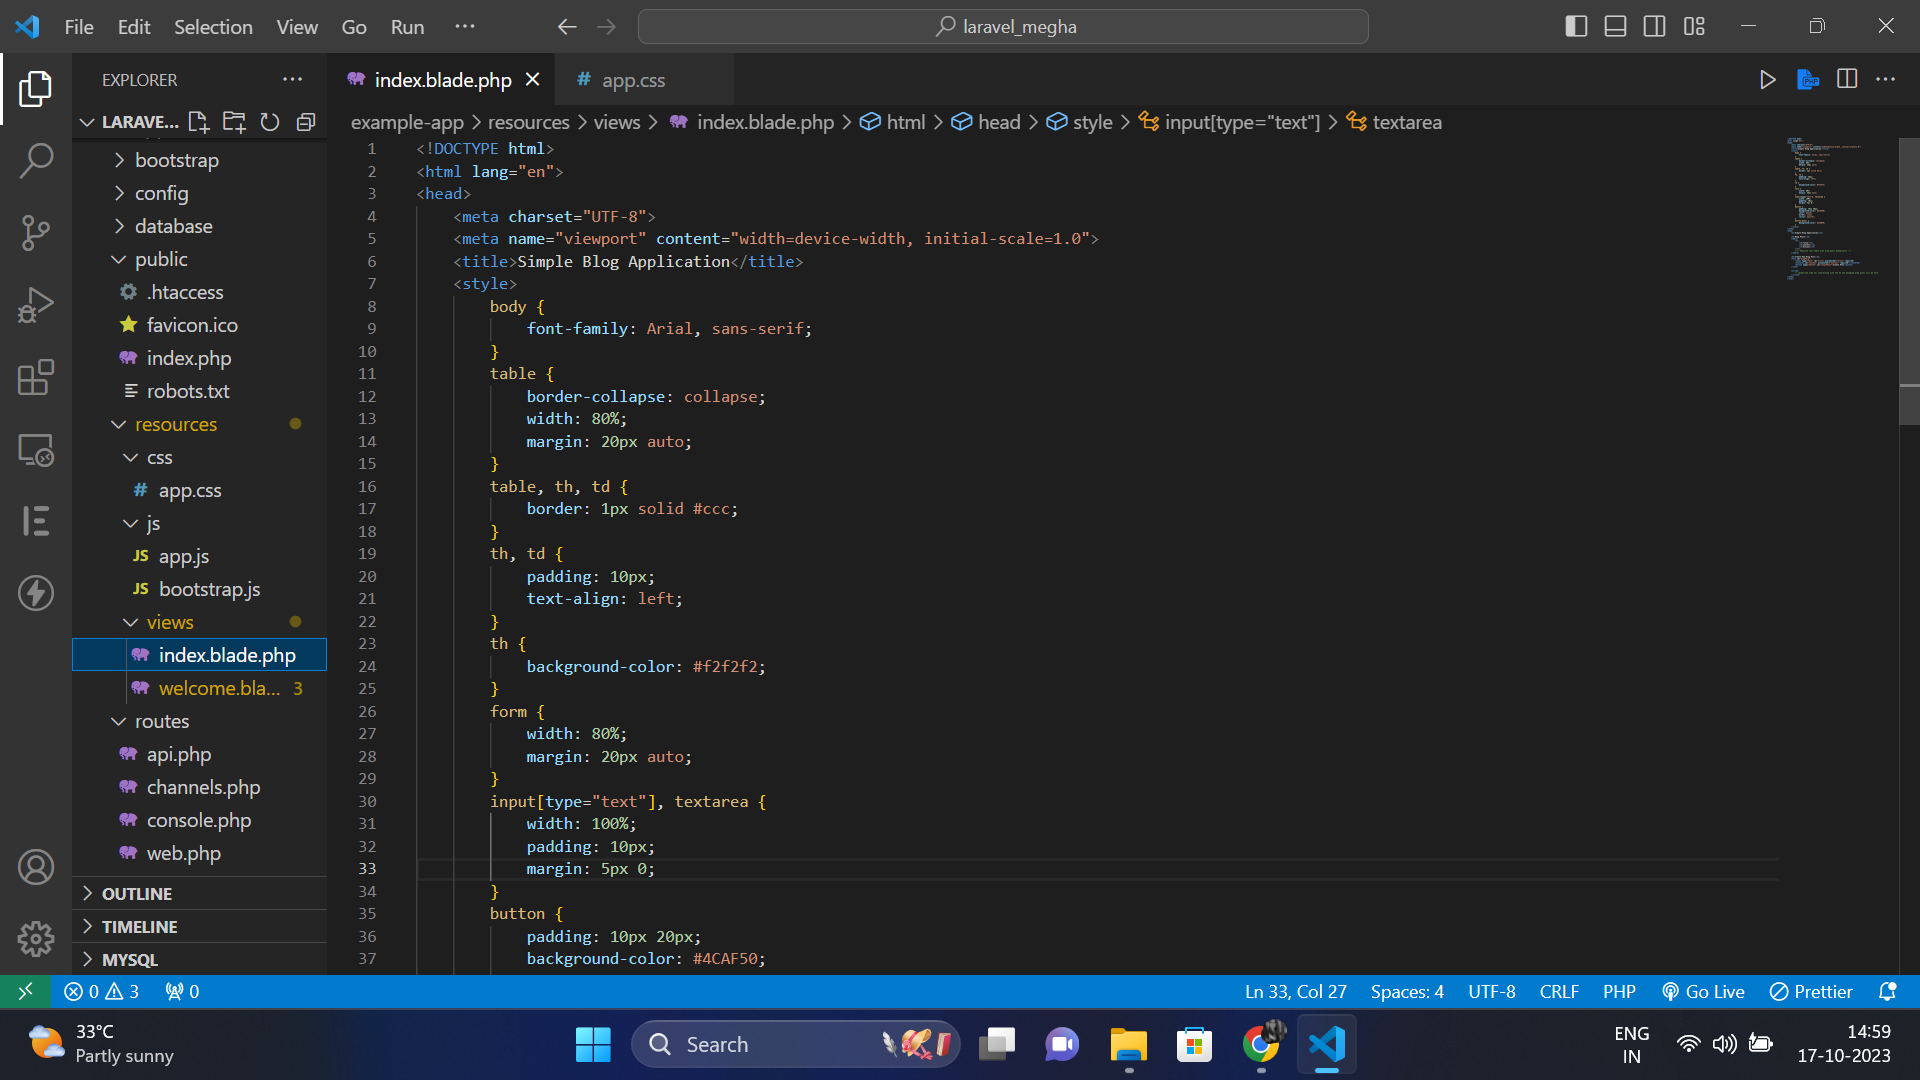 File Edit Selection View Go Run ···
laravel_megha
EXPLORER
LARAVE...
bootstrap
config
database
public
.htaccess
favicon.ico
index.php
robots.txt
resources
css
# app.css
js
JS app.js
JS bootstrap.js
views
index.blade.php
welcome.bla... 3
routes
api.php
channels.php
console.php
web.php
OUTLINE
TIMELINE
MYSQL
index.blade.php
# app.css
example-app > resources > views > index.blade.php > html > head > style > input[type="text"] > textarea
1 <!DOCTYPE html>
2 <html lang="en">
3 <head>
4 <meta charset="UTF-8">
5 <meta name="viewport" content="width=device-width, initial-scale=1.0">
6 <title>Simple Blog Application</title>
7 <style>
8 body {
9 font-family: Arial, sans-serif;
10 }
11 table {
12 border-collapse: collapse;
13 width: 80%;
14 margin: 20px auto;
15 }
16 table, th, td {
17 border: 1px solid #ccc;
18 }
19 th, td {
20 padding: 10px;
21 text-align: left;
22 }
23 th {
24 background-color: #f2f2f2;
25 }
26 form {
27 width: 80%;
28 margin: 20px auto;
29 }
30 input[type="text"], textarea {
31 width: 100%;
32 padding: 10px;
33 margin: 5px 0;
34 }
35 button {
36 padding: 10px 20px;
37 background-color: #4CAF50;
0 3 0
Ln 33, Col 27 Spaces: 4 UTF-8 CRLF PHP Go Live Prettier
33°C
Partly sunny
Search
ENG
IN
14:59
17-10-2023